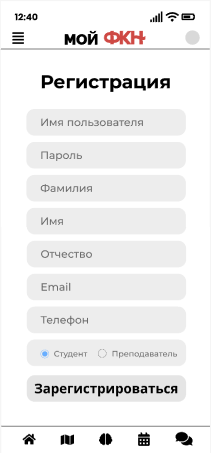 12:40
МОЙ ФКН
Регистрация
Имя пользователя
Пароль
Фамилия
Имя
Отчество
Email
Телефон
Студент Преподаватель
Зарегистрироваться